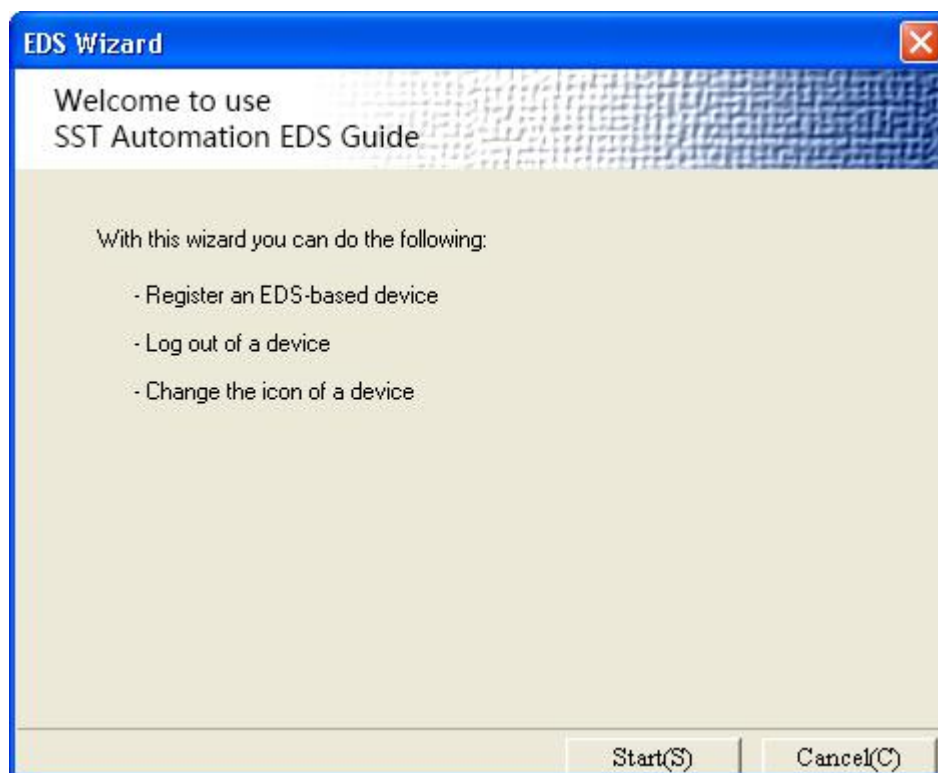 EDS Wizard
Welcome to use
SST Automation EDS Guide
With this wizard you can do the following:
- Register an EDS-based device
- Log out of a device
- Change the icon of a device
Start(S)
Cancel(C)